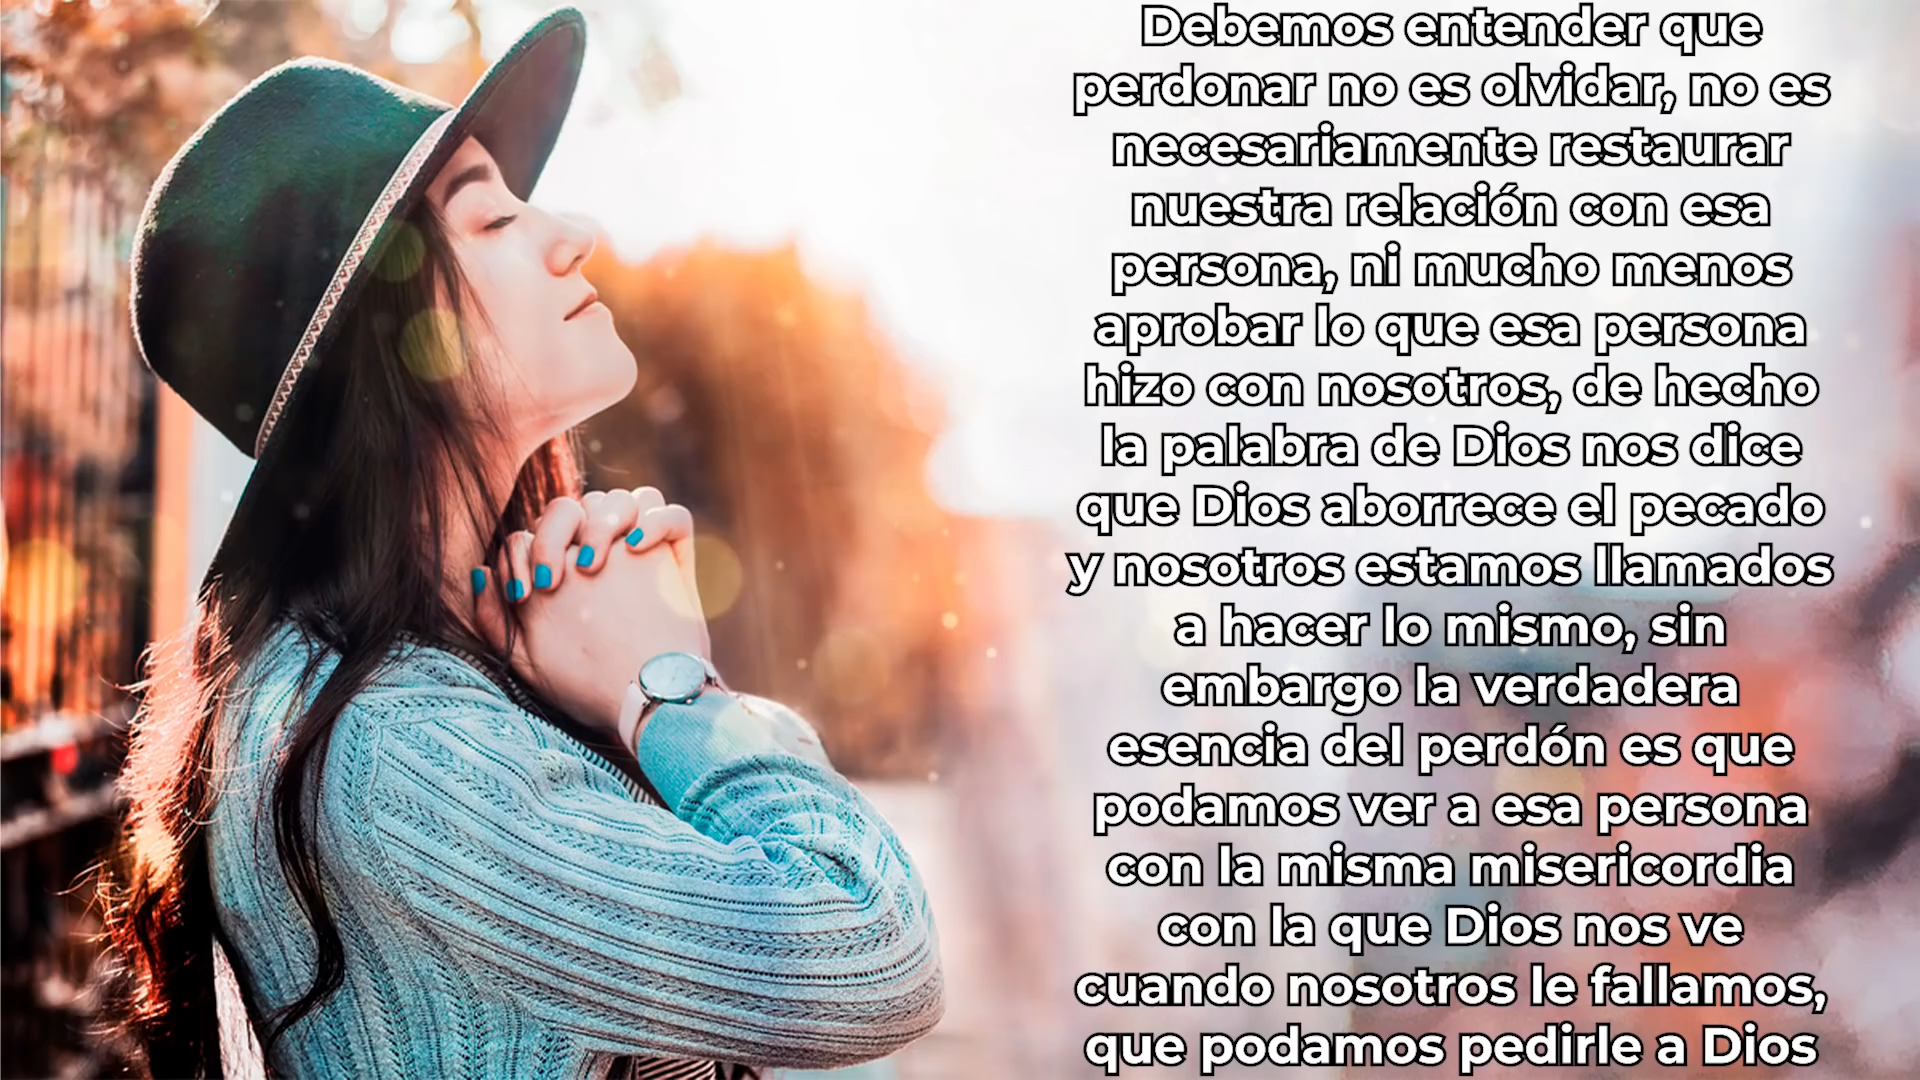 Debemos entender que
perdonar no es olvidar, no es
necesariamente restaurar
nuestra relación con esa
persona, ni mucho menos
aprobar lo que esa persona
hizo con nosotros, de hecho
la palabra de Dios nos dice
que Dios aborrece el pecado
y nosotros estamos llamados
a hacer lo mismo, sin
embargo la verdadera
esencia del perdón es que
podamos ver a esa persona
con la misma misericordia
con la que Dios nos ve
cuando nosotros le fallamos,
que podamos pedirle a Dios